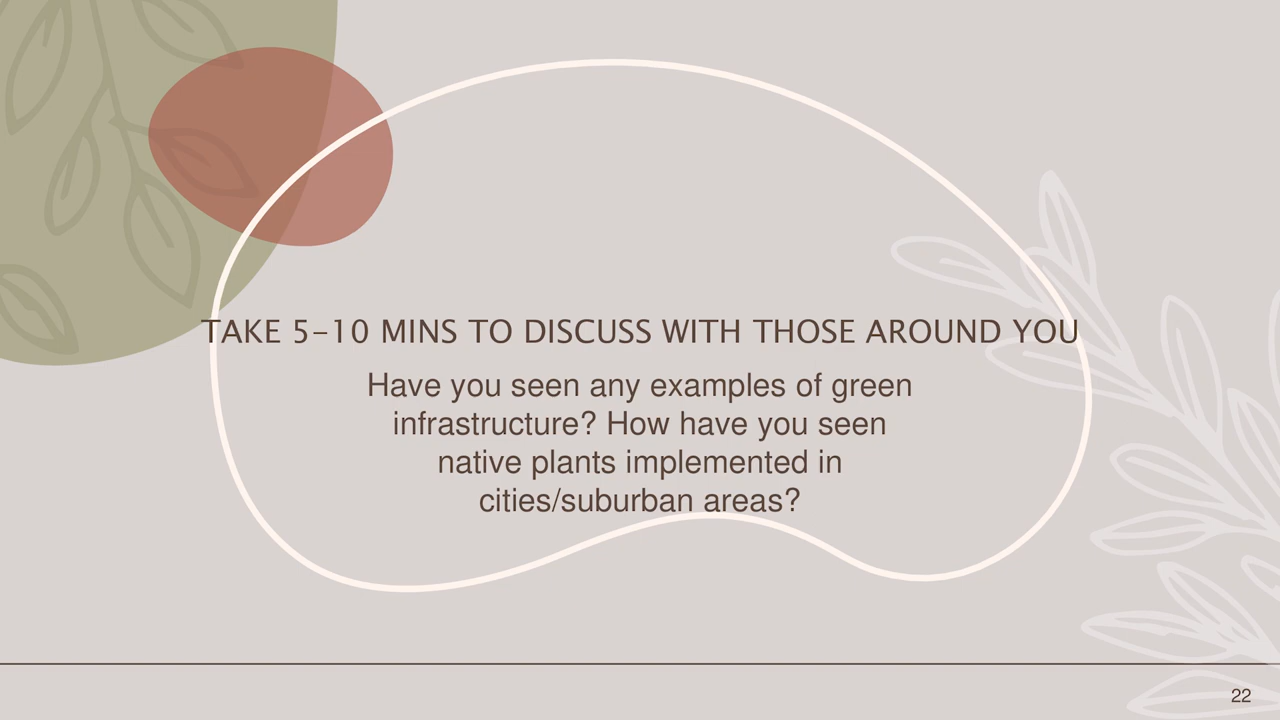 TAKE 5–10 MINS TO DISCUSS WITH THOSE AROUND YOU
Have you seen any examples of green
infrastructure? How have you seen
native plants implemented in
cities/suburban areas?
22